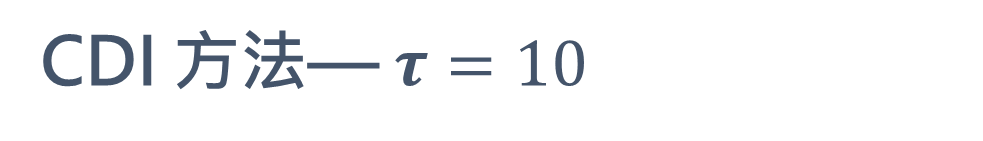 CDI 方法— τ = 10